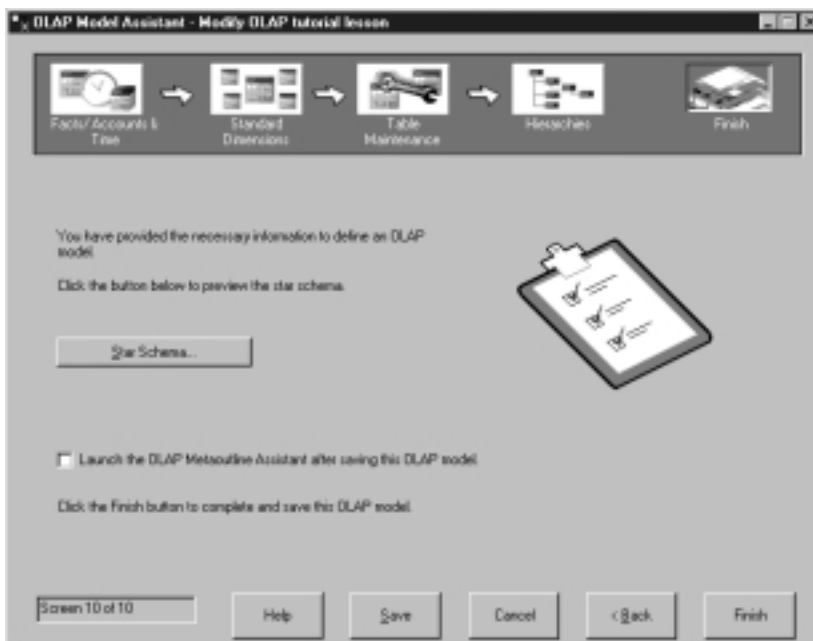 OLAP Model Assistant - Modify OLAP tutorial lesson
Facts/Accounts &
Time
Standard
Dimensions
Table
Maintenance
Hierarchies
Finish
You have provided the necessary information to define an OLAP
model.
Click the button below to preview the star schema.
Star Schema...
Launch the OLAP Metaoutline Assistant after saving this OLAP model.
Click the Finish button to complete and save this OLAP model.
Screen 10 of 10
Help
Save
Cancel
< Back
Finish